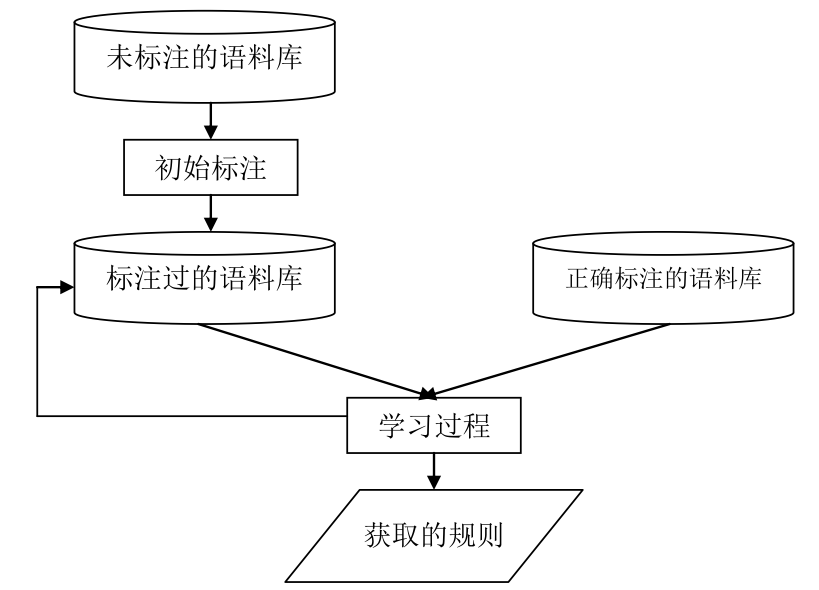 未标注的语料库
初始标注
标注过的语料库
正确标注的语料库
学习过程
获取的规则